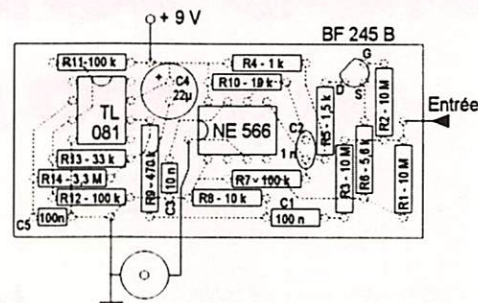 + 9 V
BF 245 B
R11-100 k
R4 - 1 k
G
R10 - 19 k
D
S
C4
22µ
+
TL
081
NE 566
C2
1 n
R5 - 1,5 k
R2 - 10 M
Entrée
R13 - 33 k
R14 - 3,3 M
R12 - 100 k
R9 - 470 k
C3
10 n
R7 - 100 k
R8 - 10 k
C1
100 n
R3 - 10 M
R6 - 5,6 k
R1 - 10 M
C5
100n